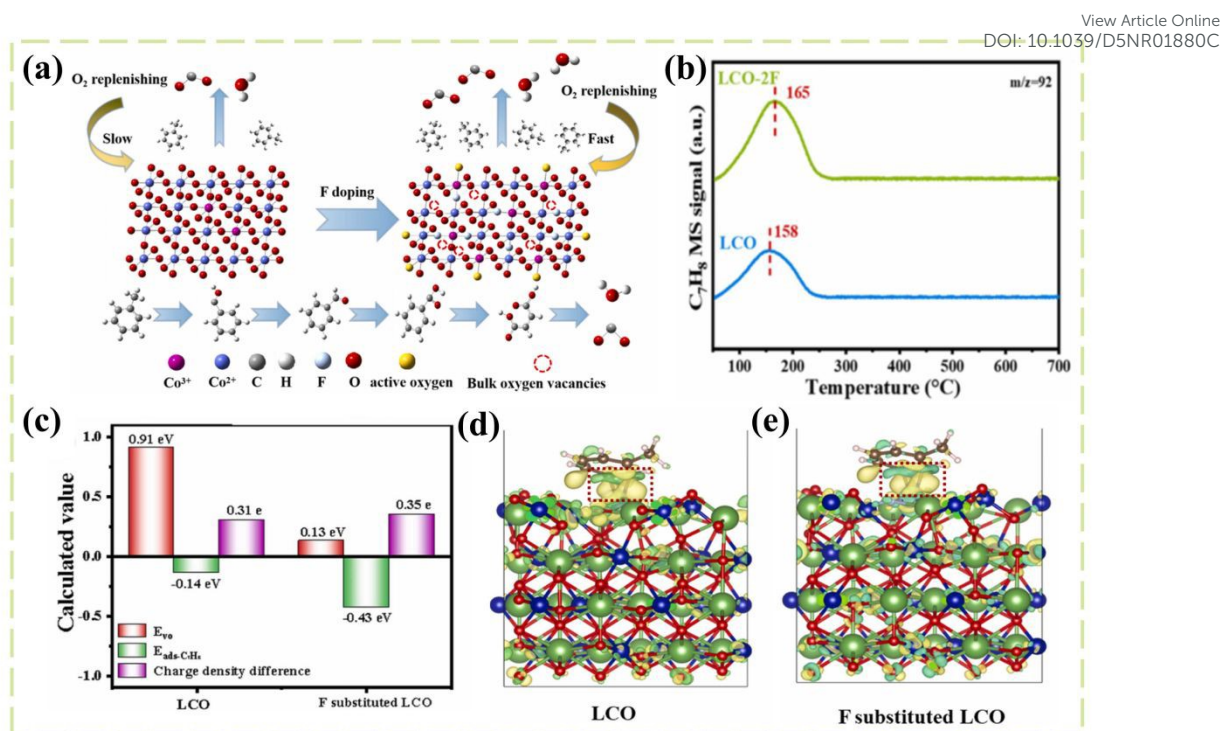 View Article Online
DOI: 10.1039/D5NR01880C
(a)
O₂ replenishing
Slow
F doping
O₂ replenishing
Fast
Co³⁺ Co²⁺ C H F O active oxygen Bulk oxygen vacancies
(b)
LCO-2F
165
m/z=92
LCO
158
C₇H₈ MS signal (a.u.)
100 200 300 400 500 600 700
Temperature (°C)
(c)
Calculated value
1.0
0.5
0.0
-0.5
-1.0
0.91 eV
-0.14 eV
0.31 e
0.13 eV
-0.43 eV
0.35 e
E_vo
E_ads-C₇H₈
Charge density difference
LCO
F substituted LCO
(d)
LCO
(e)
F substituted LCO